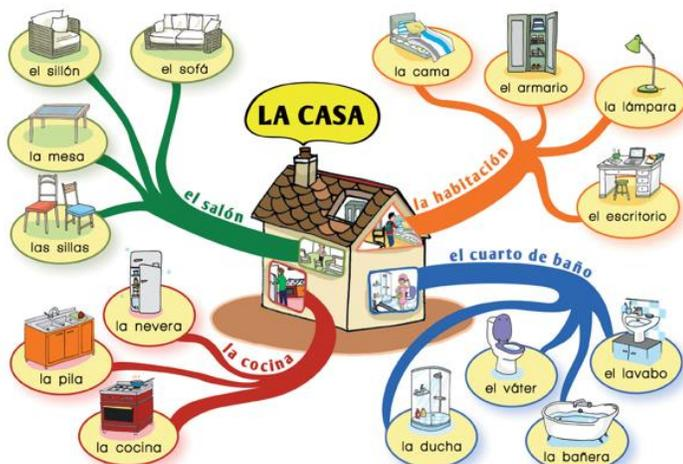 LA CASA
el salón
el sillón
el sofá
la mesa
las sillas
la habitación
la cama
el armario
la lámpara
el escritorio
la cocina
la nevera
la pila
la cocina
el cuarto de baño
la ducha
el váter
la bañera
el lavabo